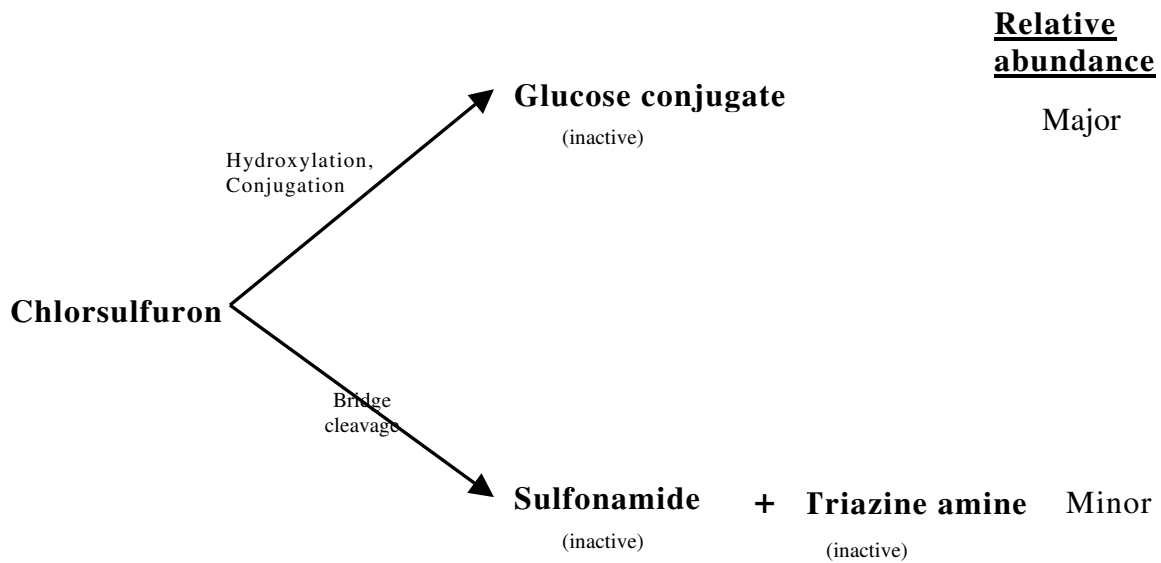 Relative
abundance
Glucose conjugate
Major
(inactive)
Hydroxylation,
Conjugation
Chlorsulfuron
Bridge
cleavage
Sulfonamide + Triazine amine Minor
(inactive) (inactive)